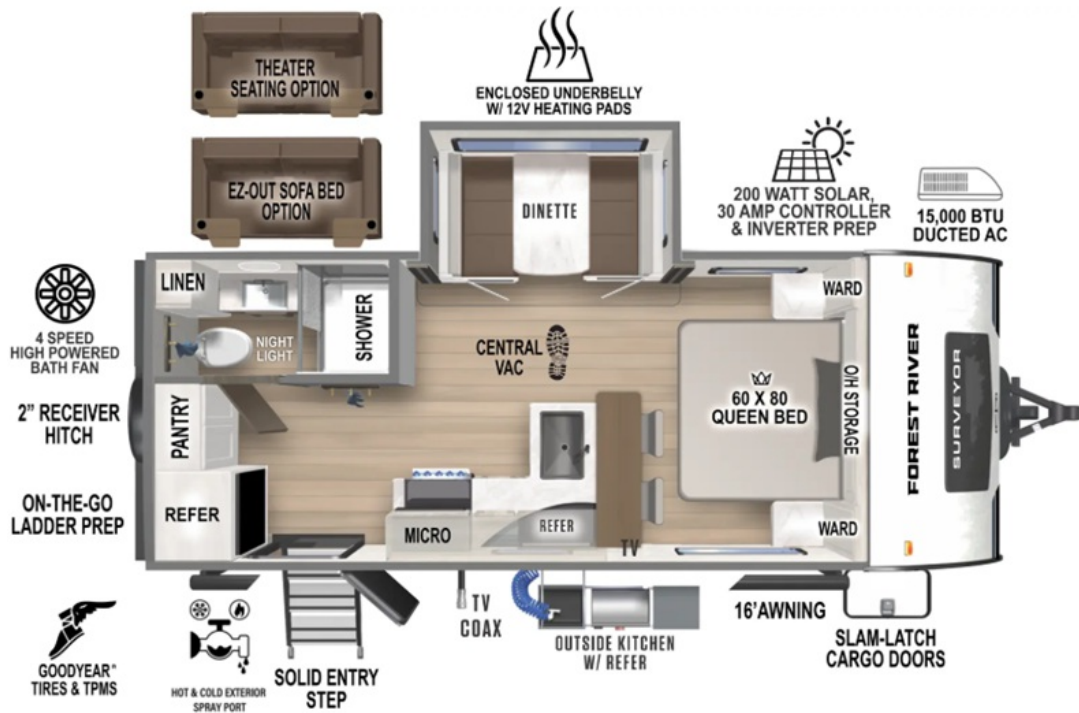 THEATER
SEATING OPTION
EZ-OUT SOFA BED
OPTION
ENCLOSED UNDERBELLY
W/ 12V HEATING PADS
200 WATT SOLAR,
30 AMP CONTROLLER
& INVERTER PREP
15,000 BTU
DUCTED AC
4 SPEED
HIGH POWERED
BATH FAN
2” RECEIVER
HITCH
ON-THE-GO
LADDER PREP
LINEN
NIGHT
LIGHT
SHOWER
PANTRY
REFER
DINETTE
CENTRAL
VAC
MICRO
REFER
TV
WARD
60 X 80
QUEEN BED
O/H STORAGE
WARD
FOREST RIVER
SURVEYOR
GOODYEAR®
TIRES & TPMS
HOT & COLD EXTERIOR
SPRAY PORT
SOLID ENTRY
STEP
TV
COAX
OUTSIDE KITCHEN
W/ REFER
16'AWNING
SLAM-LATCH
CARGO DOORS